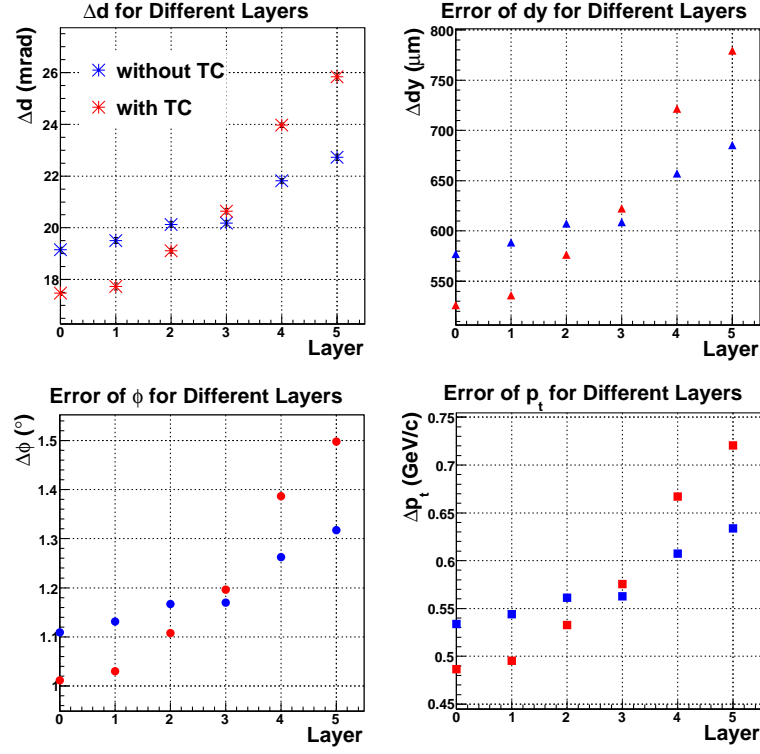 Δd for Different Layers
Δd (mrad)
without TC
with TC
26
24
22
20
18
0 1 2 3 4 5
Layer
Error of dy for Different Layers
Δdy (μm)
800
750
700
650
600
550
0 1 2 3 4 5
Layer
Error of ϕ for Different Layers
Δϕ (°)
1.5
1.4
1.3
1.2
1.1
1
0 1 2 3 4 5
Layer
Error of p_t for Different Layers
Δp_t (GeV/c)
0.75
0.7
0.65
0.6
0.55
0.5
0.45
0 1 2 3 4 5
Layer